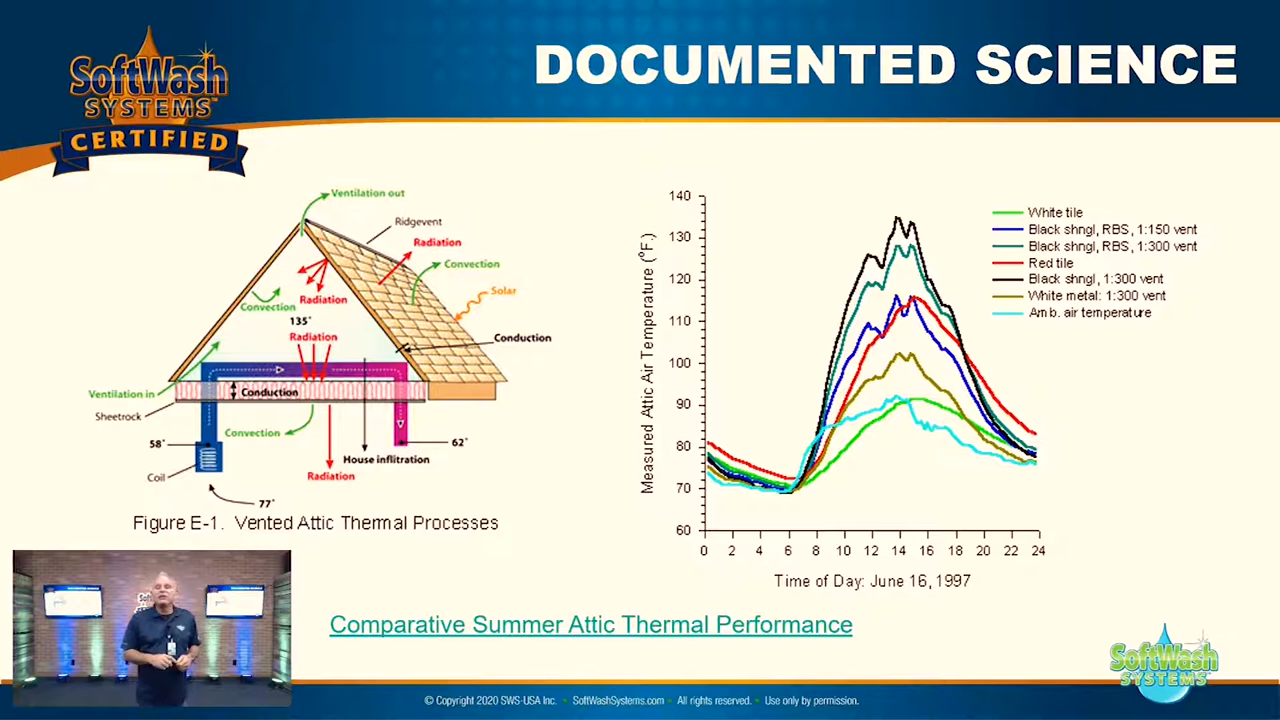 SoftWash
SYSTEMS™
CERTIFIED
DOCUMENTED SCIENCE
Ventilation out
Ridgevent
Radiation
Convection
Solar
Radiation
Convection
135°
Radiation
Conduction
Ventilation in
Conduction
Sheetrock
Convection
58°
62°
House inflitration
Coil
Radiation
77°
Figure E-1. Vented Attic Thermal Processes
Measured Attic Air Temperature (°F.)
140
130
120
110
100
90
80
70
60
0 2 4 6 8 10 12 14 16 18 20 22 24
Time of Day: June 16, 1997
White tile
Black shngl, RBS, 1:150 vent
Black shngl, RBS, 1:300 vent
Red tile
Black shngl, 1:300 vent
White metal: 1:300 vent
Amb. air temperature
DOCUMENTED SCIENCE
DOCUMENTED SCIENCE
Comparative Summer Attic Thermal Performance
SoftWash
SYSTEMS
© Copyright 2020 SWS-USA Inc. • SoftWashSystems.com • All rights reserved. • Use only by permission.